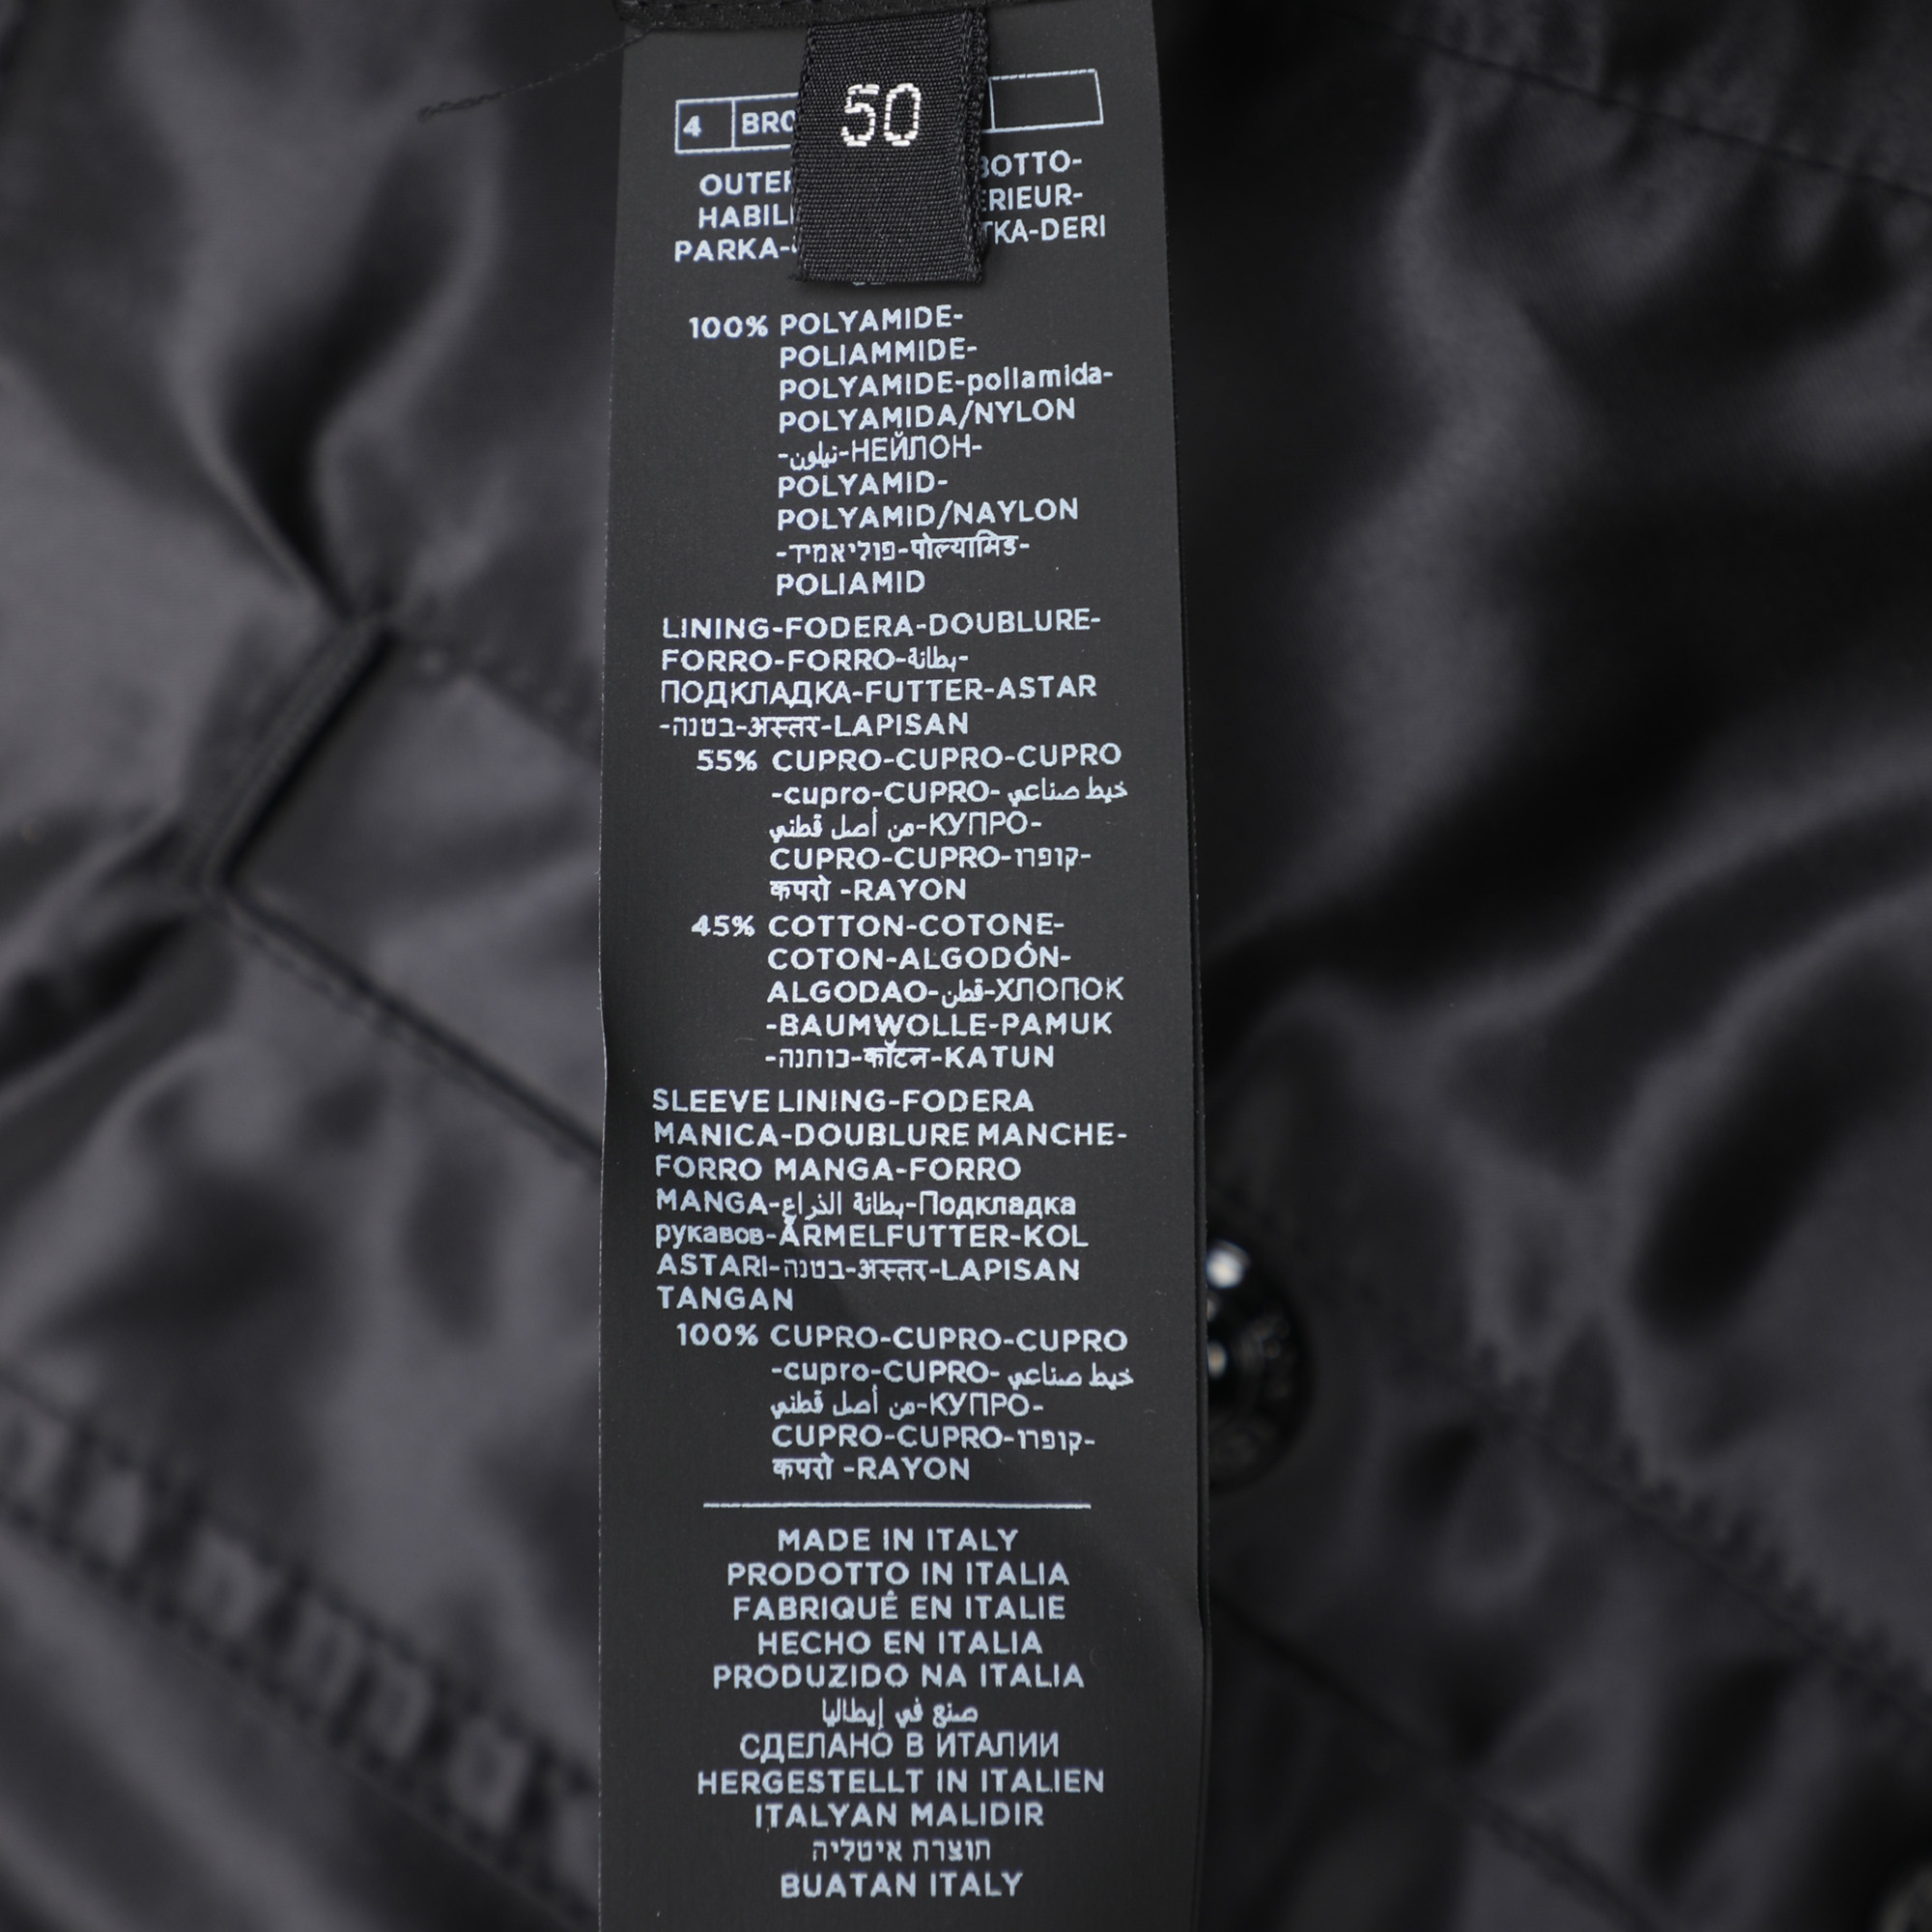 50
4
OTTO-
RIEUR-
PARKA-
KA-DERI
100% POLYAMIDE-
POLIAMMIDE-
POLYAMIDE-poliamida-
POLYAMIDA/NYLON
-نيلون-НЕЙЛОН-
POLYAMID-
POLYAMID/NAYLON
-פוליאמיד-पोल्यामिड-
POLIAMID
LINING-FODERA-DOUBLURE-
FORRO-FORRO-بطانة-
ПОДКЛАДКА-FUTTER-ASTAR
-בטנה-अस्तर-LAPISAN
55% CUPRO-CUPRO-CUPRO
-cupro-CUPRO- خيط صناعي
من أصل قطني-КУПРО-
CUPRO-CUPRO-קופרו-
कपरो -RAYON
45% COTTON-COTONE-
COTON-ALGODÓN-
ALGODAO-قطن-ХЛОПОК
-BAUMWOLLE-PAMUK
-כותנה-कॉटन-KATUN
SLEEVE LINING-FODERA
MANICA-DOUBLURE MANCHE-
FORRO MANGA-FORRO
MANGA-بطانة الذراع-Подкладка
рукавов-ÄRMELFUTTER-KOL
ASTARI-בטנה-अस्तर-LAPISAN
TANGAN
100% CUPRO-CUPRO-CUPRO
-cupro-CUPRO- خيط صناعي
من أصل قطني-КУПРО-
CUPRO-CUPRO-קופרו-
कपरो -RAYON
MADE IN ITALY
PRODOTTO IN ITALIA
FABRIQUÉ EN ITALIE
HECHO EN ITALIA
PRODUZIDO NA ITALIA
صنع في إيطاليا
СДЕЛАНО В ИТАЛИИ
HERGESTELLT IN ITALIEN
ITALYAN MALIDIR
תוצרת איטליה
BUATAN ITALY